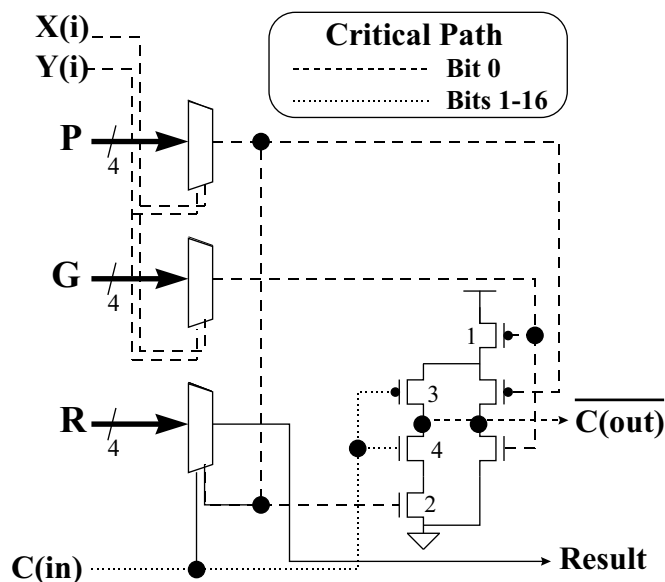 X(i)
Y(i)
Critical Path
Bit 0
Bits 1-16
P
4
G
4
1
R
4
3
C(out)
4
2
C(in)
Result